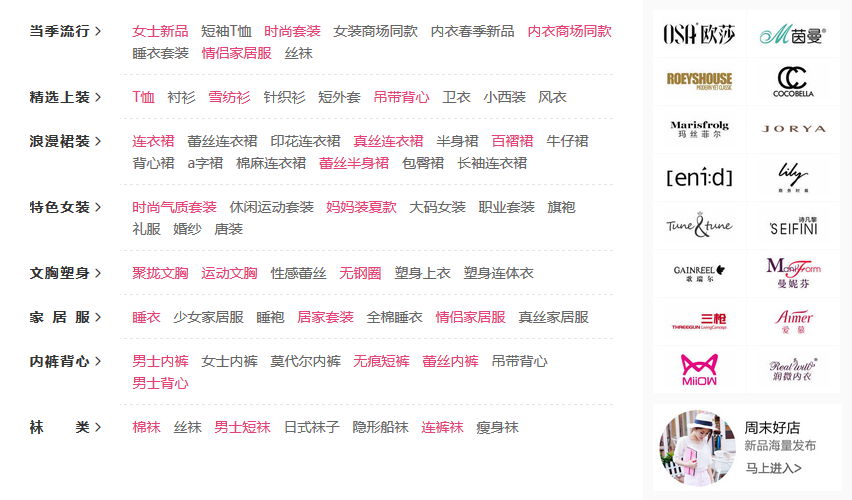 当季流行 > 女士新品 短袖T恤 时尚套装 女装商场同款 内衣春季新品 内衣商场同款
睡衣套装 情侣家居服 丝袜
精选上装 > T恤 衬衫 雪纺衫 针织衫 短外套 吊带背心 卫衣 小西装 风衣
浪漫裙装 > 连衣裙 蕾丝连衣裙 印花连衣裙 真丝连衣裙 半身裙 百褶裙 牛仔裙
背心裙 a字裙 棉麻连衣裙 蕾丝半身裙 包臀裙 长袖连衣裙
特色女装 > 时尚气质套装 休闲运动套装 妈妈装夏款 大码女装 职业套装 旗袍
礼服 婚纱 唐装
文胸塑身 > 聚拢文胸 运动文胸 性感蕾丝 无钢圈 塑身上衣 塑身连体衣
家居服 > 睡衣 少女家居服 睡袍 居家套装 全棉睡衣 情侣家居服 真丝家居服
内裤背心 > 男士内裤 女士内裤 莫代尔内裤 无痕短裤 蕾丝内裤 吊带背心
男士背心
袜类 > 棉袜 丝袜 男士短袜 日式袜子 隐形船袜 连裤袜 瘦身袜
OSA®欧莎
茵曼®
ROEYSHOUSE
MODERN YET CLASSIC
COCOBELLA
Marisfrolg
玛丝菲尔
JORYA
[eni:d]
lily
商务时装
Tune & tune
诗凡黎
SEIFINI
GAINREEL
歌瑞尔
ManiForm
曼妮芬
三枪
THREEGUN LivingConcept
Aimer
爱慕
MiiOW
Real will®
润微内衣
周末好店
新品海量发布
马上进入>